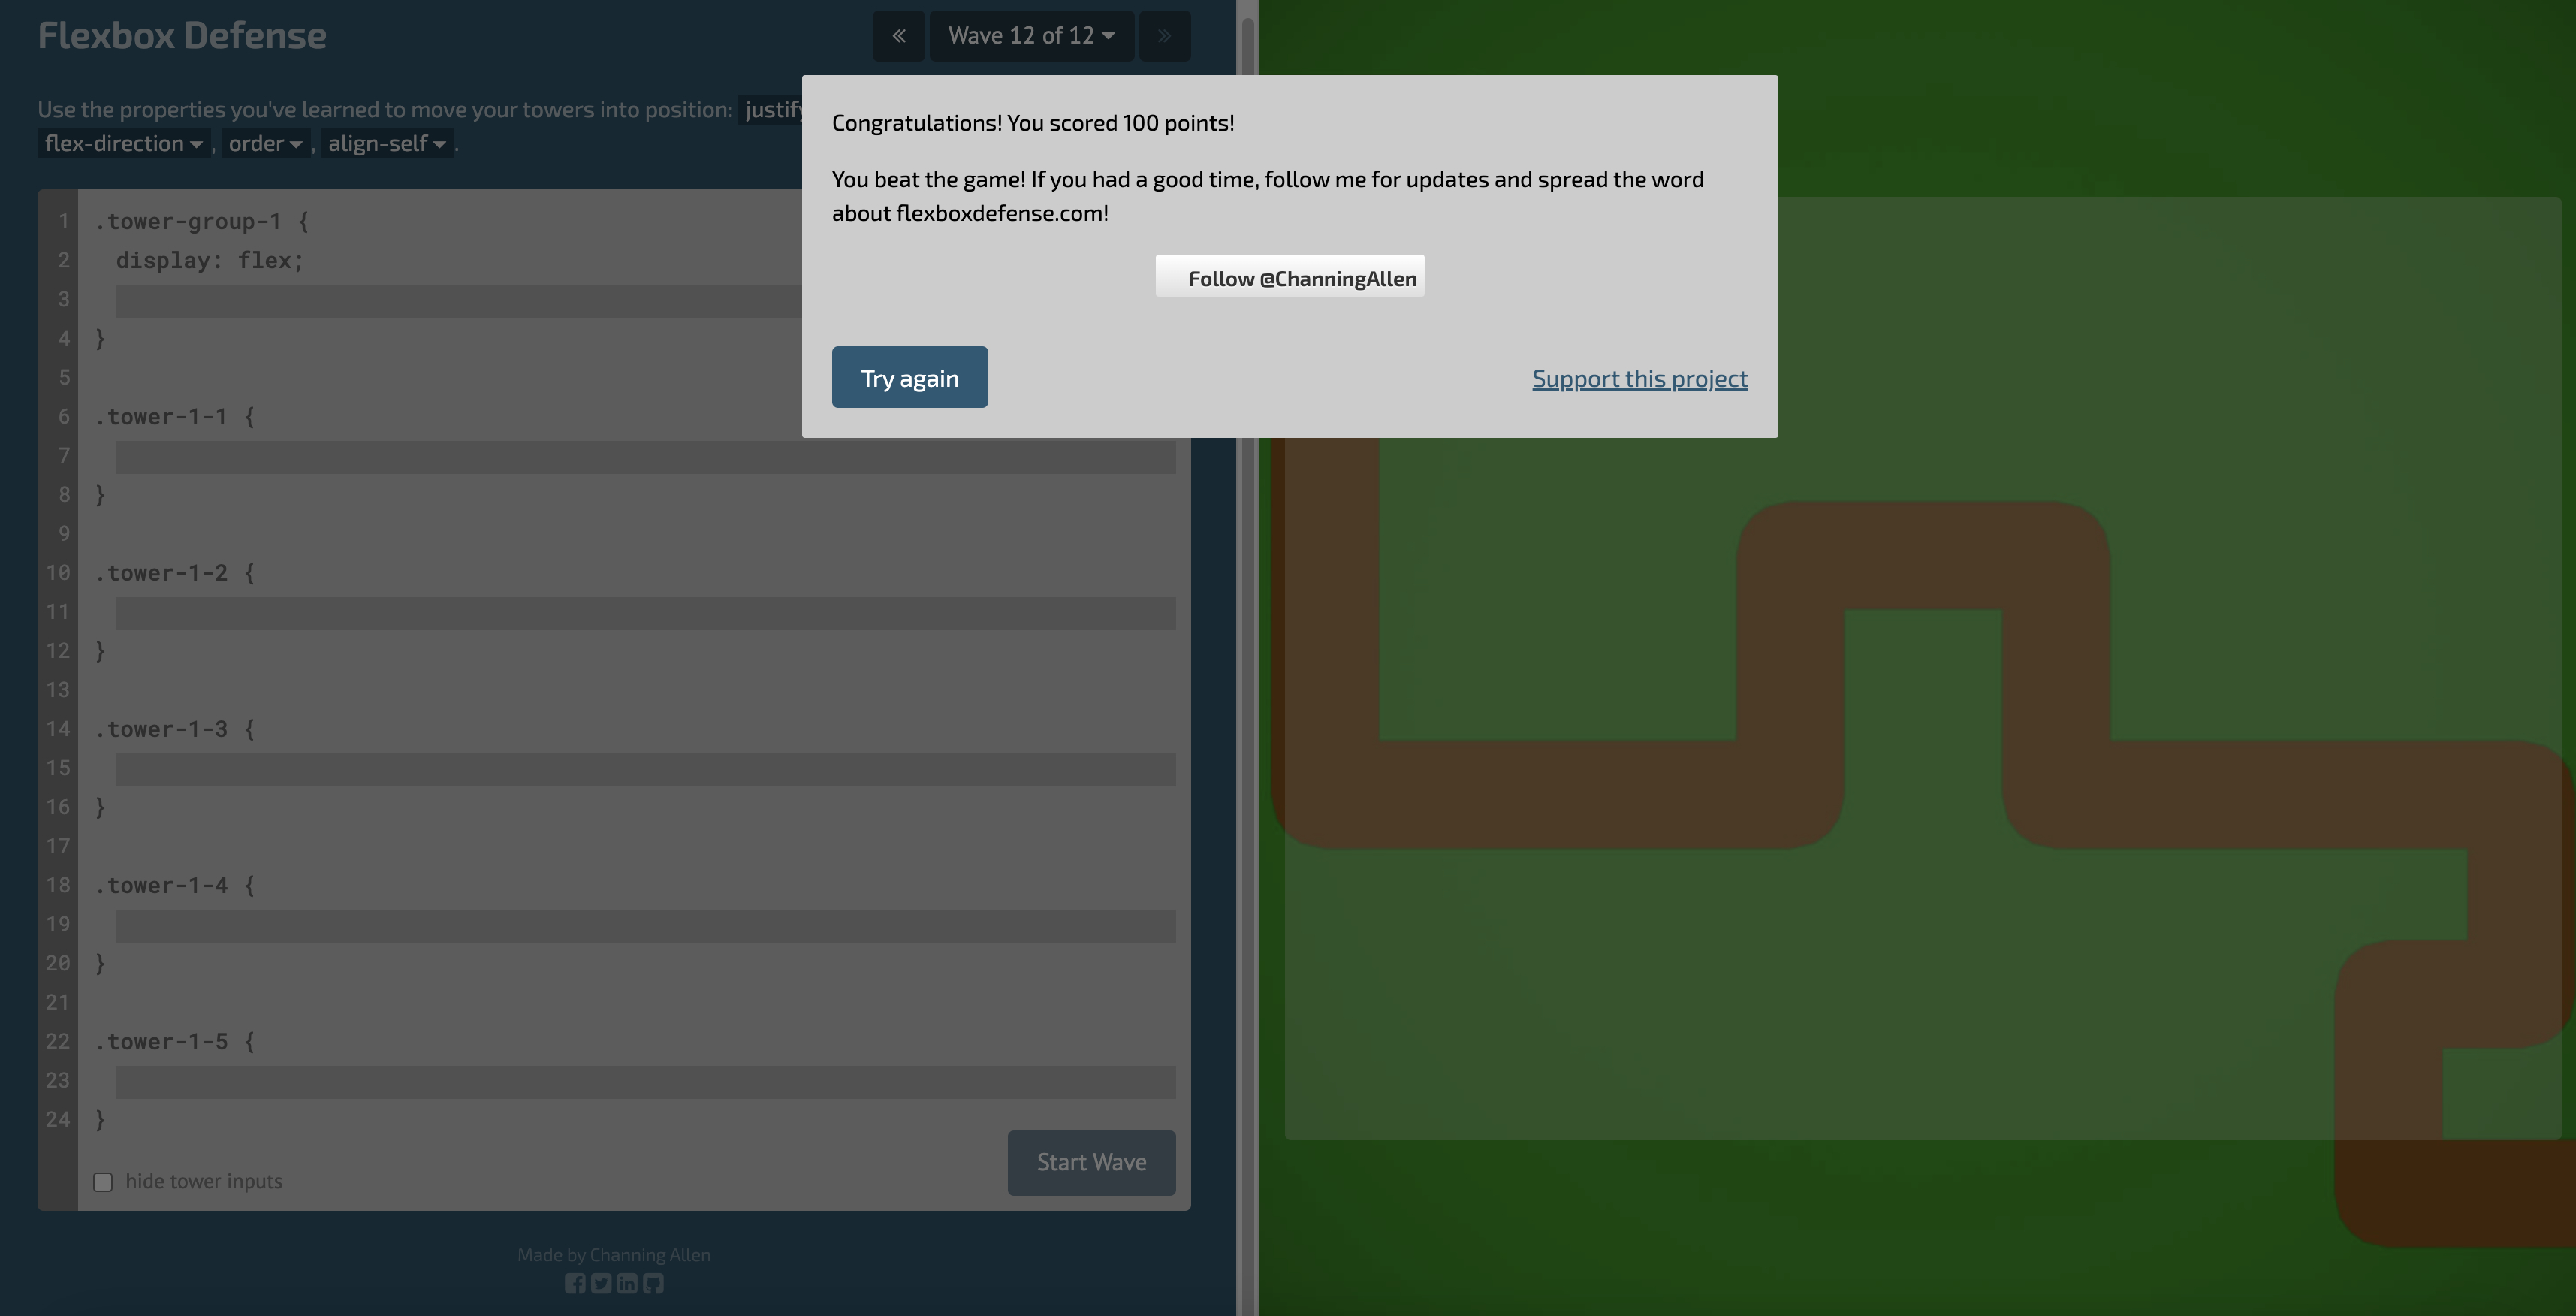 Flexbox Defense
« Wave 12 of 12 »
Use the properties you've learned to move your towers into position: justify
flex-direction , order , align-self .
Congratulations! You scored 100 points!
You beat the game! If you had a good time, follow me for updates and spread the word
about flexboxdefense.com!
Follow @ChanningAllen
Try again
Support this project
1 .tower-group-1 {
2 display: flex;
3
4 }
5
6 .tower-1-1 {
7
8 }
9
10 .tower-1-2 {
11
12 }
13
14 .tower-1-3 {
15
16 }
17
18 .tower-1-4 {
19
20 }
21
22 .tower-1-5 {
23
24 }
hide tower inputs
Start Wave
Made by Channing Allen